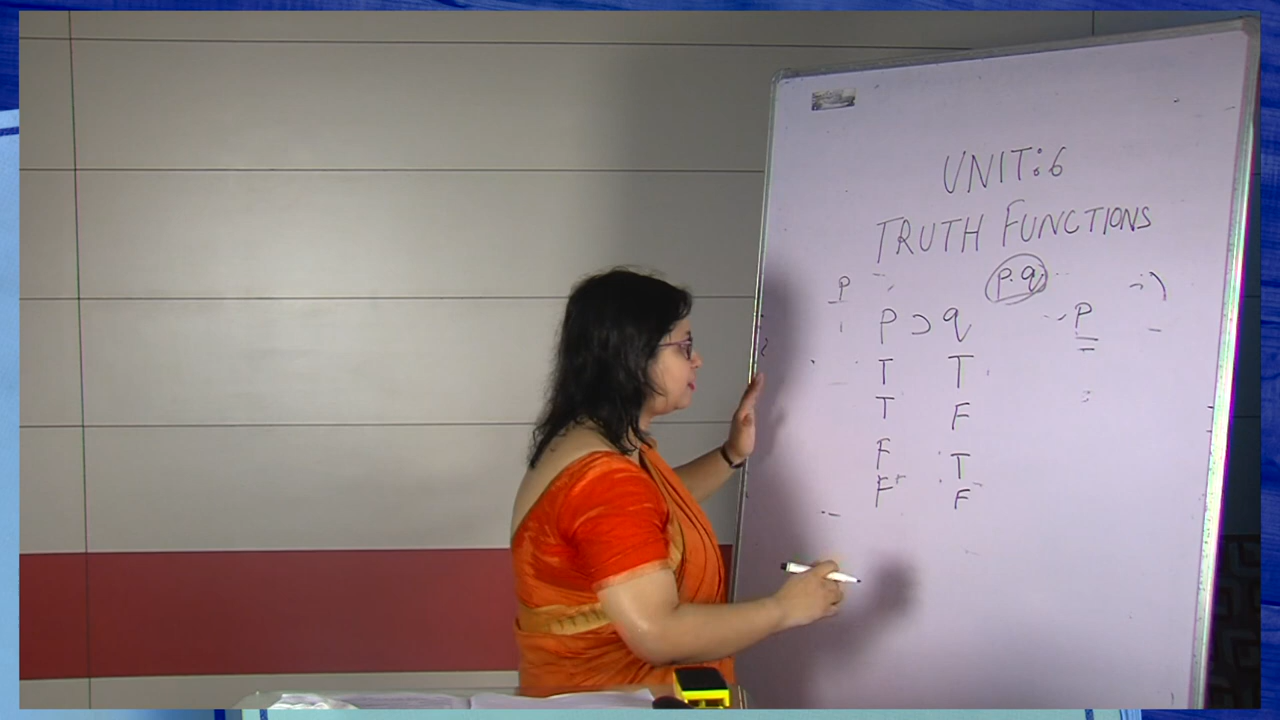 UNIT:6
TRUTH FUNCTIONS
P p.q
P ⊃ q P
T T
T F
F T
F F